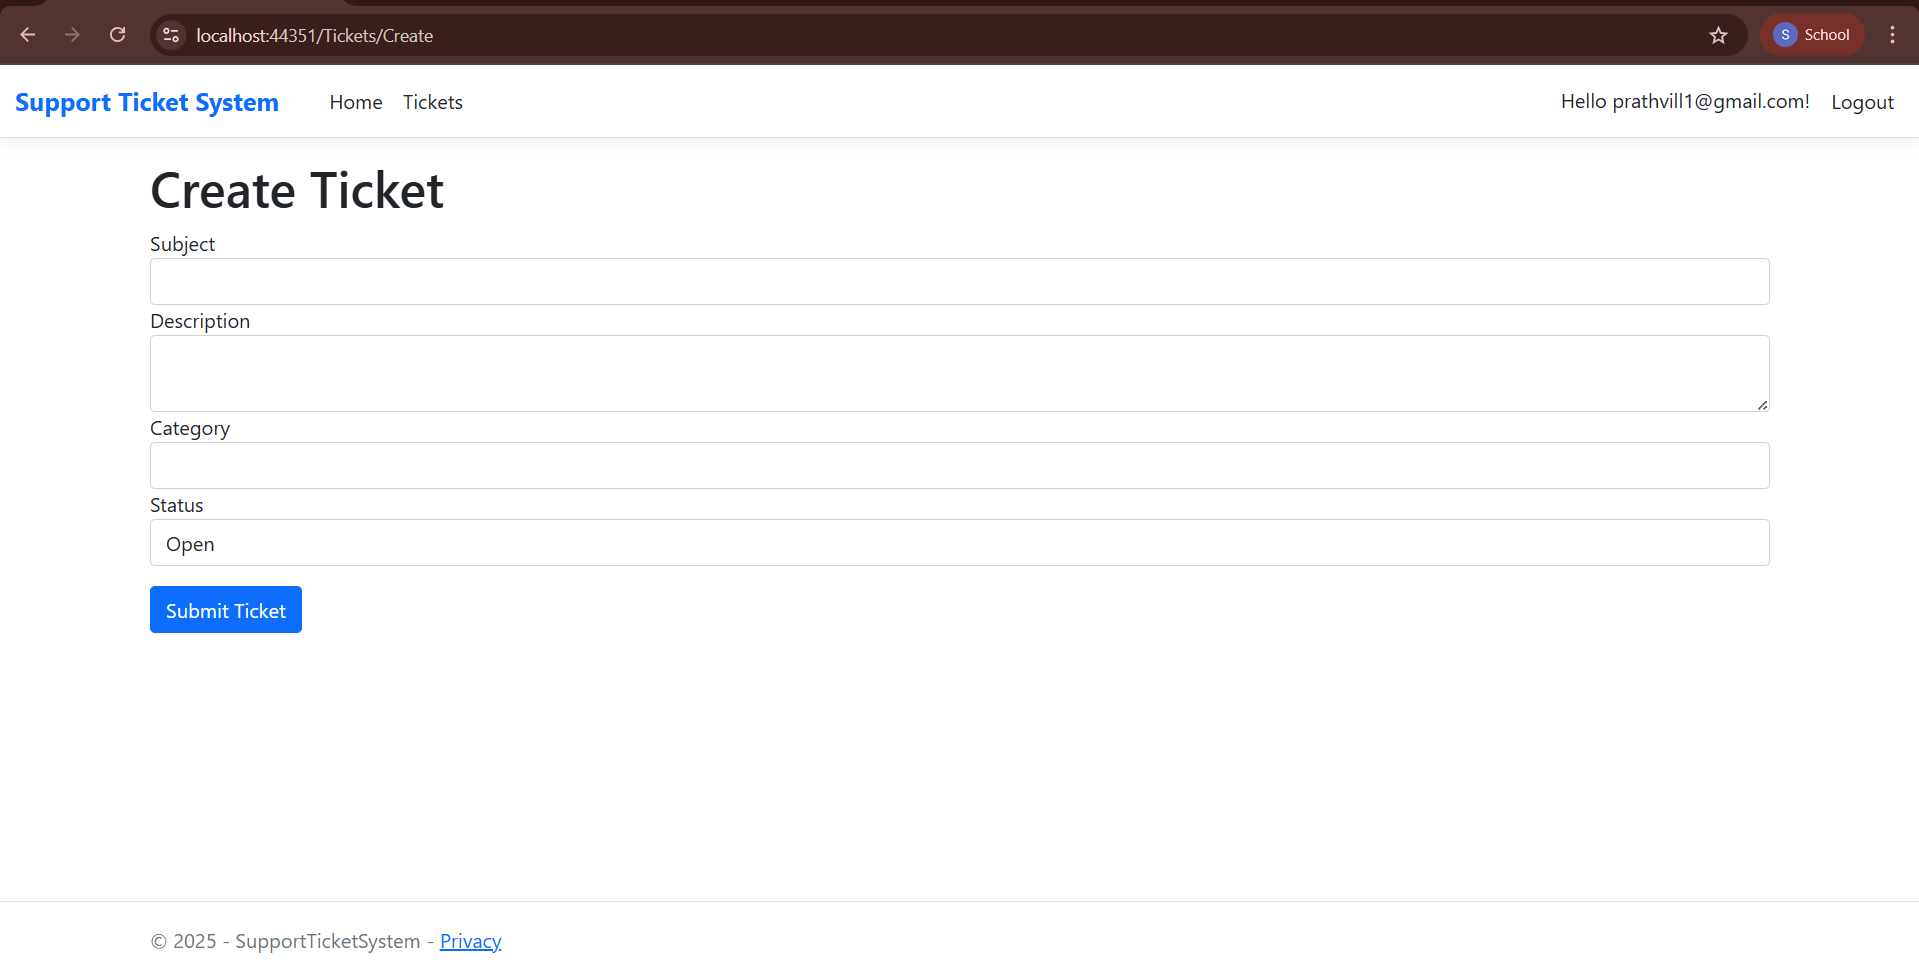 localhost:44351/Tickets/Create
S School
Support Ticket System Home Tickets Hello prathvill1@gmail.com! Logout
Create Ticket
Subject
Description
Category
Status
Open
Submit Ticket
© 2025 - SupportTicketSystem - Privacy